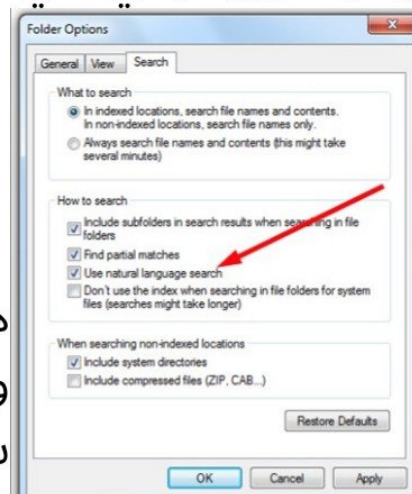 Folder Options
General View Search
What to search
In indexed locations, search file names and contents.
In non-indexed locations, search file names only.
Always search file names and contents (this might take
several minutes)
How to search
Include subfolders in search results when searching in file
folders
Find partial matches
Use natural language search
Don't use the index when searching in file folders for system
files (searches might take longer)
When searching non-indexed locations
Include system directories
Include compressed files (ZIP, CAB...)
Restore Defaults
OK Cancel Apply